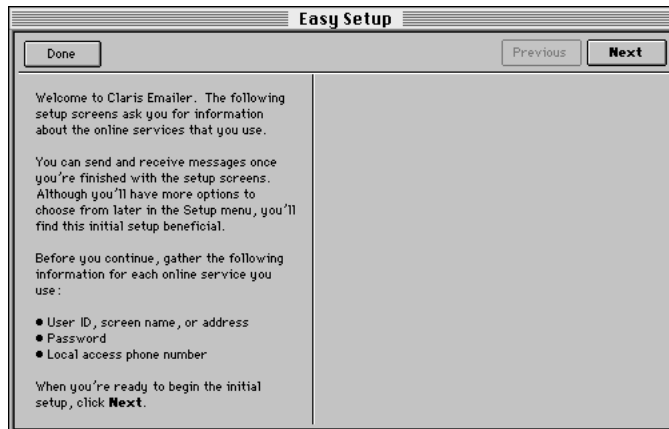 Easy Setup
Done
Previous
Next
Welcome to Claris Emailer. The following
setup screens ask you for information
about the online services that you use.
You can send and receive messages once
you're finished with the setup screens.
Although you'll have more options to
choose from later in the Setup menu, you'll
find this initial setup beneficial.
Before you continue, gather the following
information for each online service you
use:
● User ID, screen name, or address
● Password
● Local access phone number
When you're ready to begin the initial
setup, click Next.